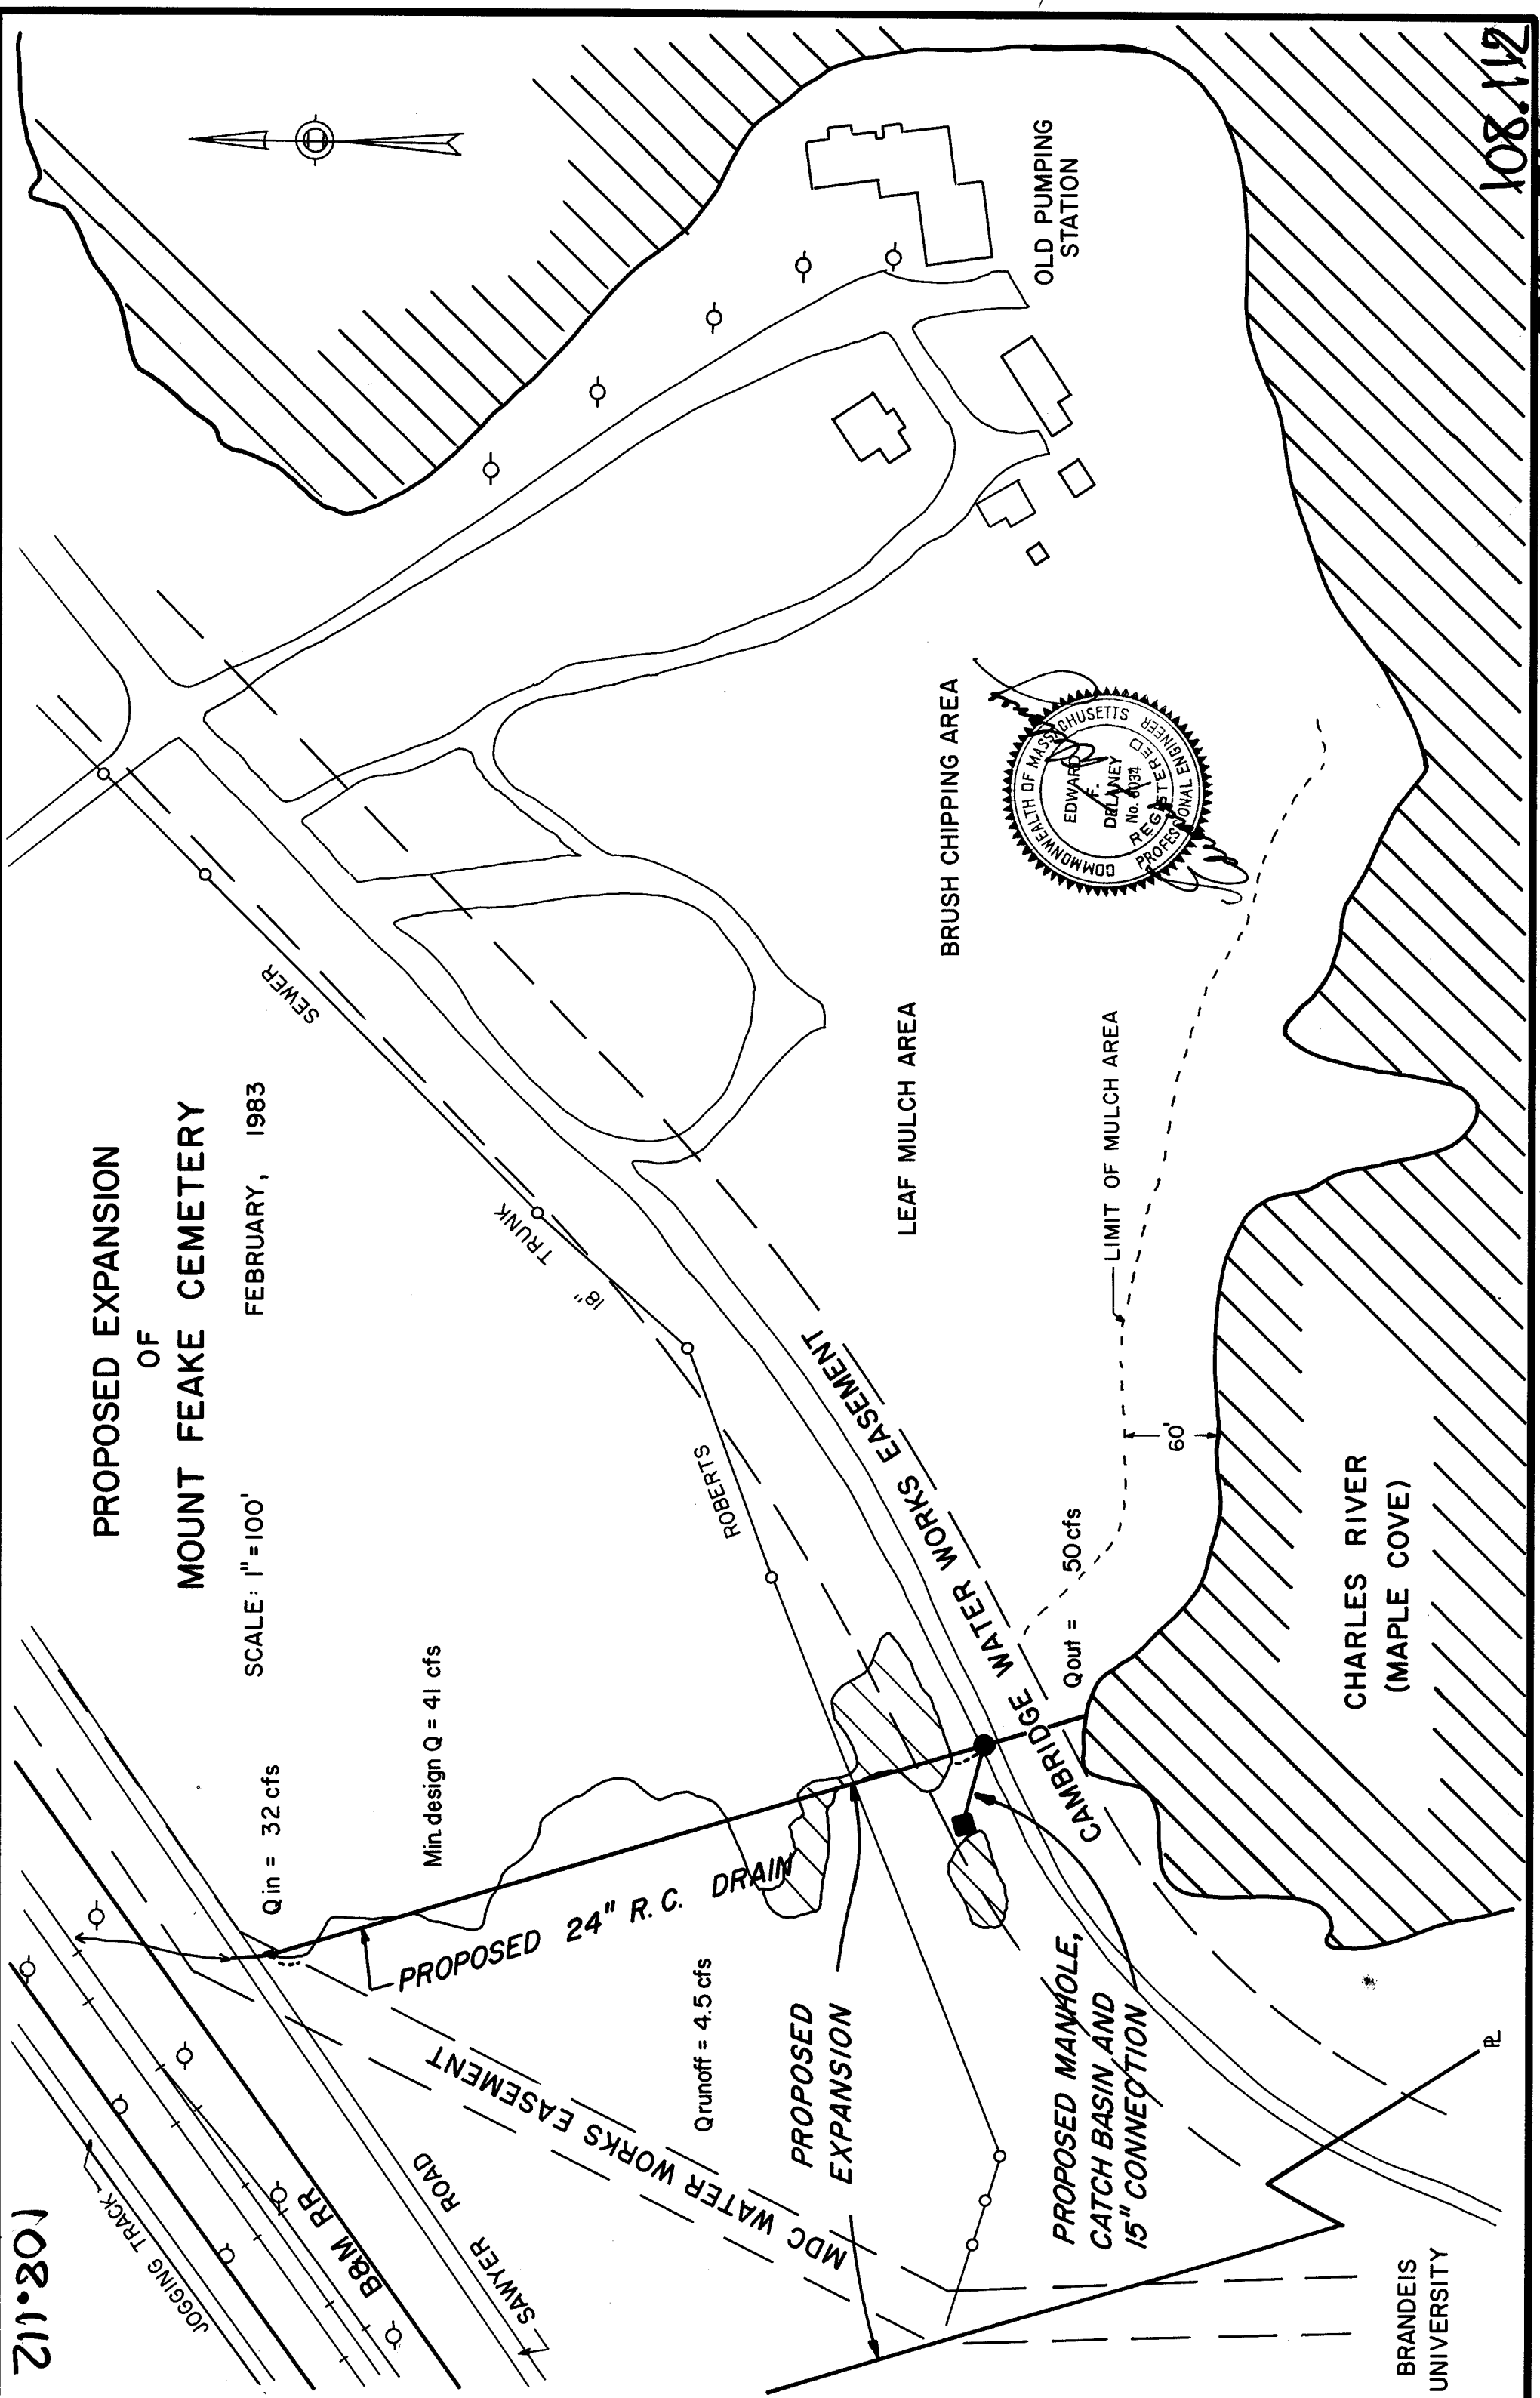 108.112
108.112
PROPOSED EXPANSION
OF
MOUNT FEAKE CEMETERY
SCALE: 1"=100'
FEBRUARY, 1983
JOGGING TRACK
B&M RR
SAWYER ROAD
Q in = 32 cfs
Min. design Q = 41 cfs
PROPOSED 24" R. C. DRAIN
MDC WATER WORKS EASEMENT
Q runoff = 4.5 cfs
PROPOSED
EXPANSION
PROPOSED MANHOLE,
CATCH BASIN AND
15" CONNECTION
BRANDEIS
UNIVERSITY
PL
ROBERTS
18"
TRUNK
SEWER
CAMBRIDGE WATER WORKS EASEMENT
Q out = 50 cfs
60'
LIMIT OF MULCH AREA
LEAF MULCH AREA
BRUSH CHIPPING AREA
CHARLES RIVER
(MAPLE COVE)
OLD PUMPING
STATION
COMMONWEALTH OF MASSACHUSETTS
EDWARD
F.
DELANEY
No. 6034
REGISTERED
PROFESSIONAL ENGINEER